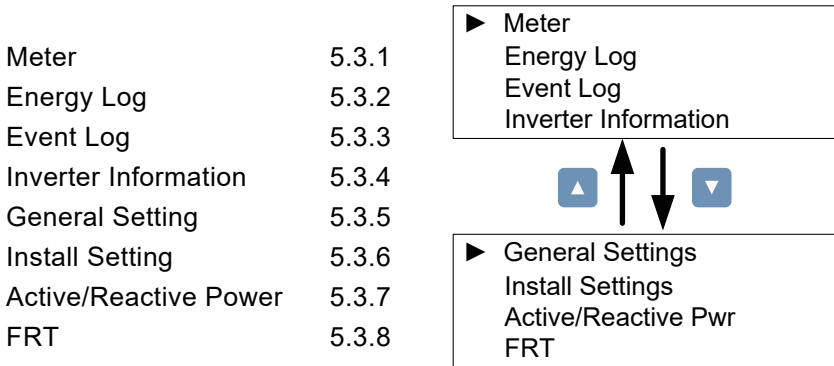 Meter 5.3.1
Energy Log 5.3.2
Event Log 5.3.3
Inverter Information 5.3.4
General Setting 5.3.5
Install Setting 5.3.6
Active/Reactive Power 5.3.7
FRT 5.3.8
► Meter
Energy Log
Event Log
Inverter Information
▲ ▼
► General Settings
Install Settings
Active/Reactive Pwr
FRT